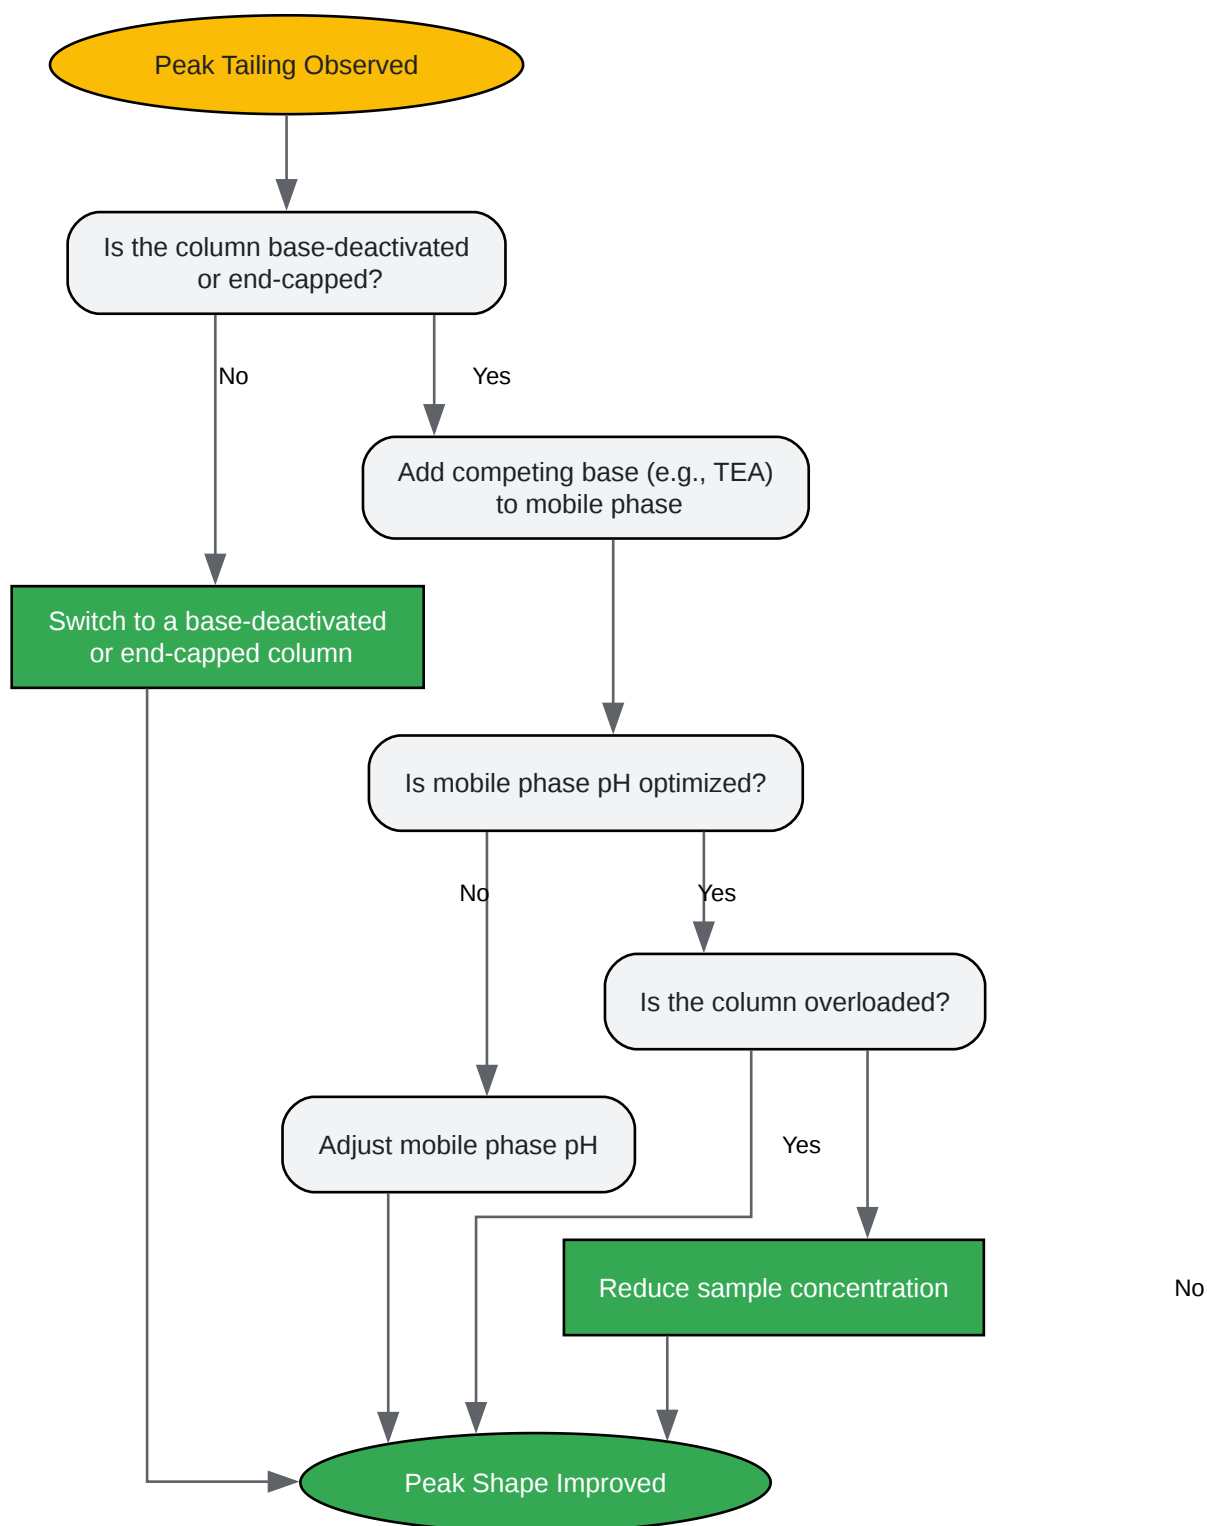 Peak Tailing Observed
Is the column base-deactivated
or end-capped?
No
Yes
Add competing base (e.g., TEA)
to mobile phase
Switch to a base-deactivated
or end-capped column
Is mobile phase pH optimized?
No
Yes
Is the column overloaded?
Adjust mobile phase pH
Yes
Reduce sample concentration
No
Peak Shape Improved